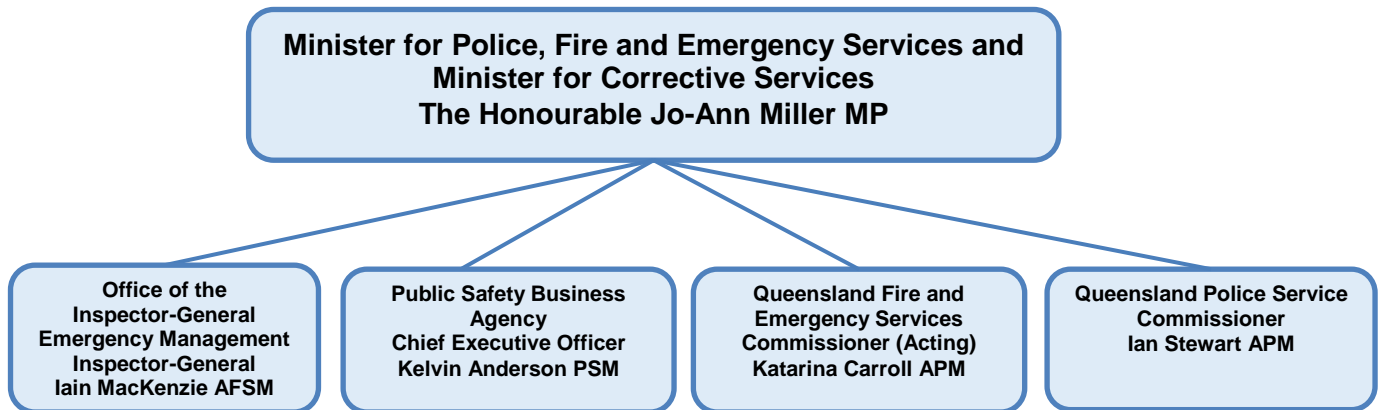 Minister for Police, Fire and Emergency Services and
Minister for Corrective Services
The Honourable Jo-Ann Miller MP
Office of the
Inspector-General
Emergency Management
Inspector-General
Iain MacKenzie AFSM
Public Safety Business
Agency
Chief Executive Officer
Kelvin Anderson PSM
Queensland Fire and
Emergency Services
Commissioner (Acting)
Katarina Carroll APM
Queensland Police Service
Commissioner
Ian Stewart APM